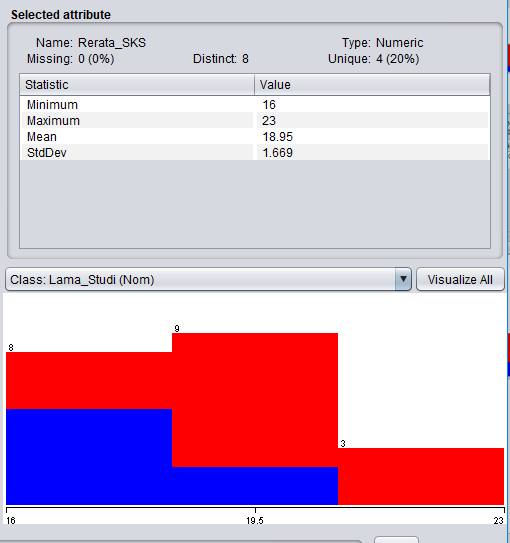 Selected attribute
Name: Rerata_SKS Type: Numeric
Missing: 0 (0%) Distinct: 8 Unique: 4 (20%)
Statistic Value
Minimum 16
Maximum 23
Mean 18.95
StdDev 1.669
Class: Lama_Studi (Nom) Visualize All
8
9
3
16 19.5 23